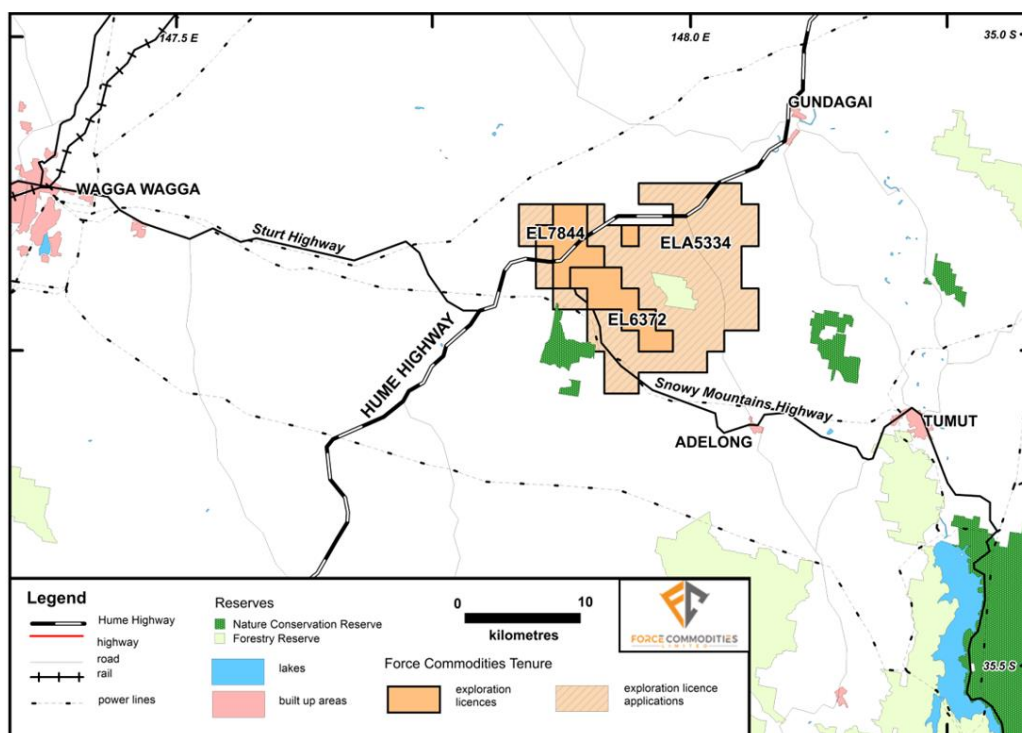 147.5 E
148.0 E
35.0 S
GUNDAGAI
WAGGA WAGGA
Sturt Highway
EL7844
ELA5334
EL6372
HUME HIGHWAY
Snowy Mountains Highway
ADELONG
TUMUT
35.5 S
Legend
Hume Highway
highway
road
rail
power lines
Reserves
Nature Conservation Reserve
Forestry Reserve
lakes
built up areas
0 10
kilometres
Force Commodities Tenure
exploration
licences
exploration licence
applications
FORCE COMMODITIES
LIMITED